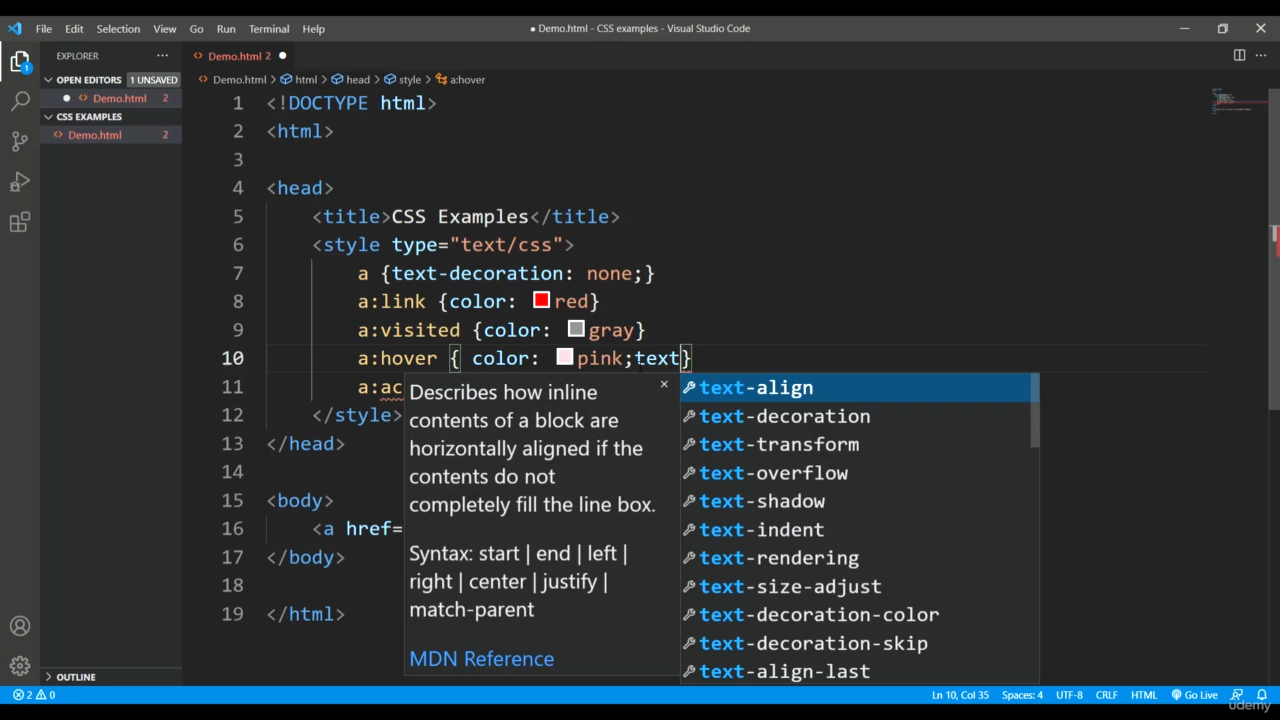 File Edit Selection View Go Run Terminal Help
● Demo.html - CSS examples - Visual Studio Code
EXPLORER
OPEN EDITORS 1 UNSAVED
Demo.html 2
CSS EXAMPLES
Demo.html 2
OUTLINE
1
Demo.html 2
Demo.html > html > head > style > a:hover
1 <!DOCTYPE html>
2 <html>
3
4 <head>
5 <title>CSS Examples</title>
6 <style type="text/css">
7 a {text-decoration: none;}
8 a:link {color: red}
9 a:visited {color: gray}
10 a:hover { color: pink;text}
11 a:ac
12 </style>
13 </head>
14
15 <body>
16 <a href=
17 </body>
18
19 </html>
Describes how inline
contents of a block are
horizontally aligned if the
contents do not
completely fill the line box.
Syntax: start | end | left |
right | center | justify |
match-parent
MDN Reference
text-align
text-decoration
text-transform
text-overflow
text-shadow
text-indent
text-rendering
text-size-adjust
text-decoration-color
text-decoration-skip
text-align-last
2 0
Ln 10, Col 35 Spaces: 4 UTF-8 CRLF HTML Go Live
udemy